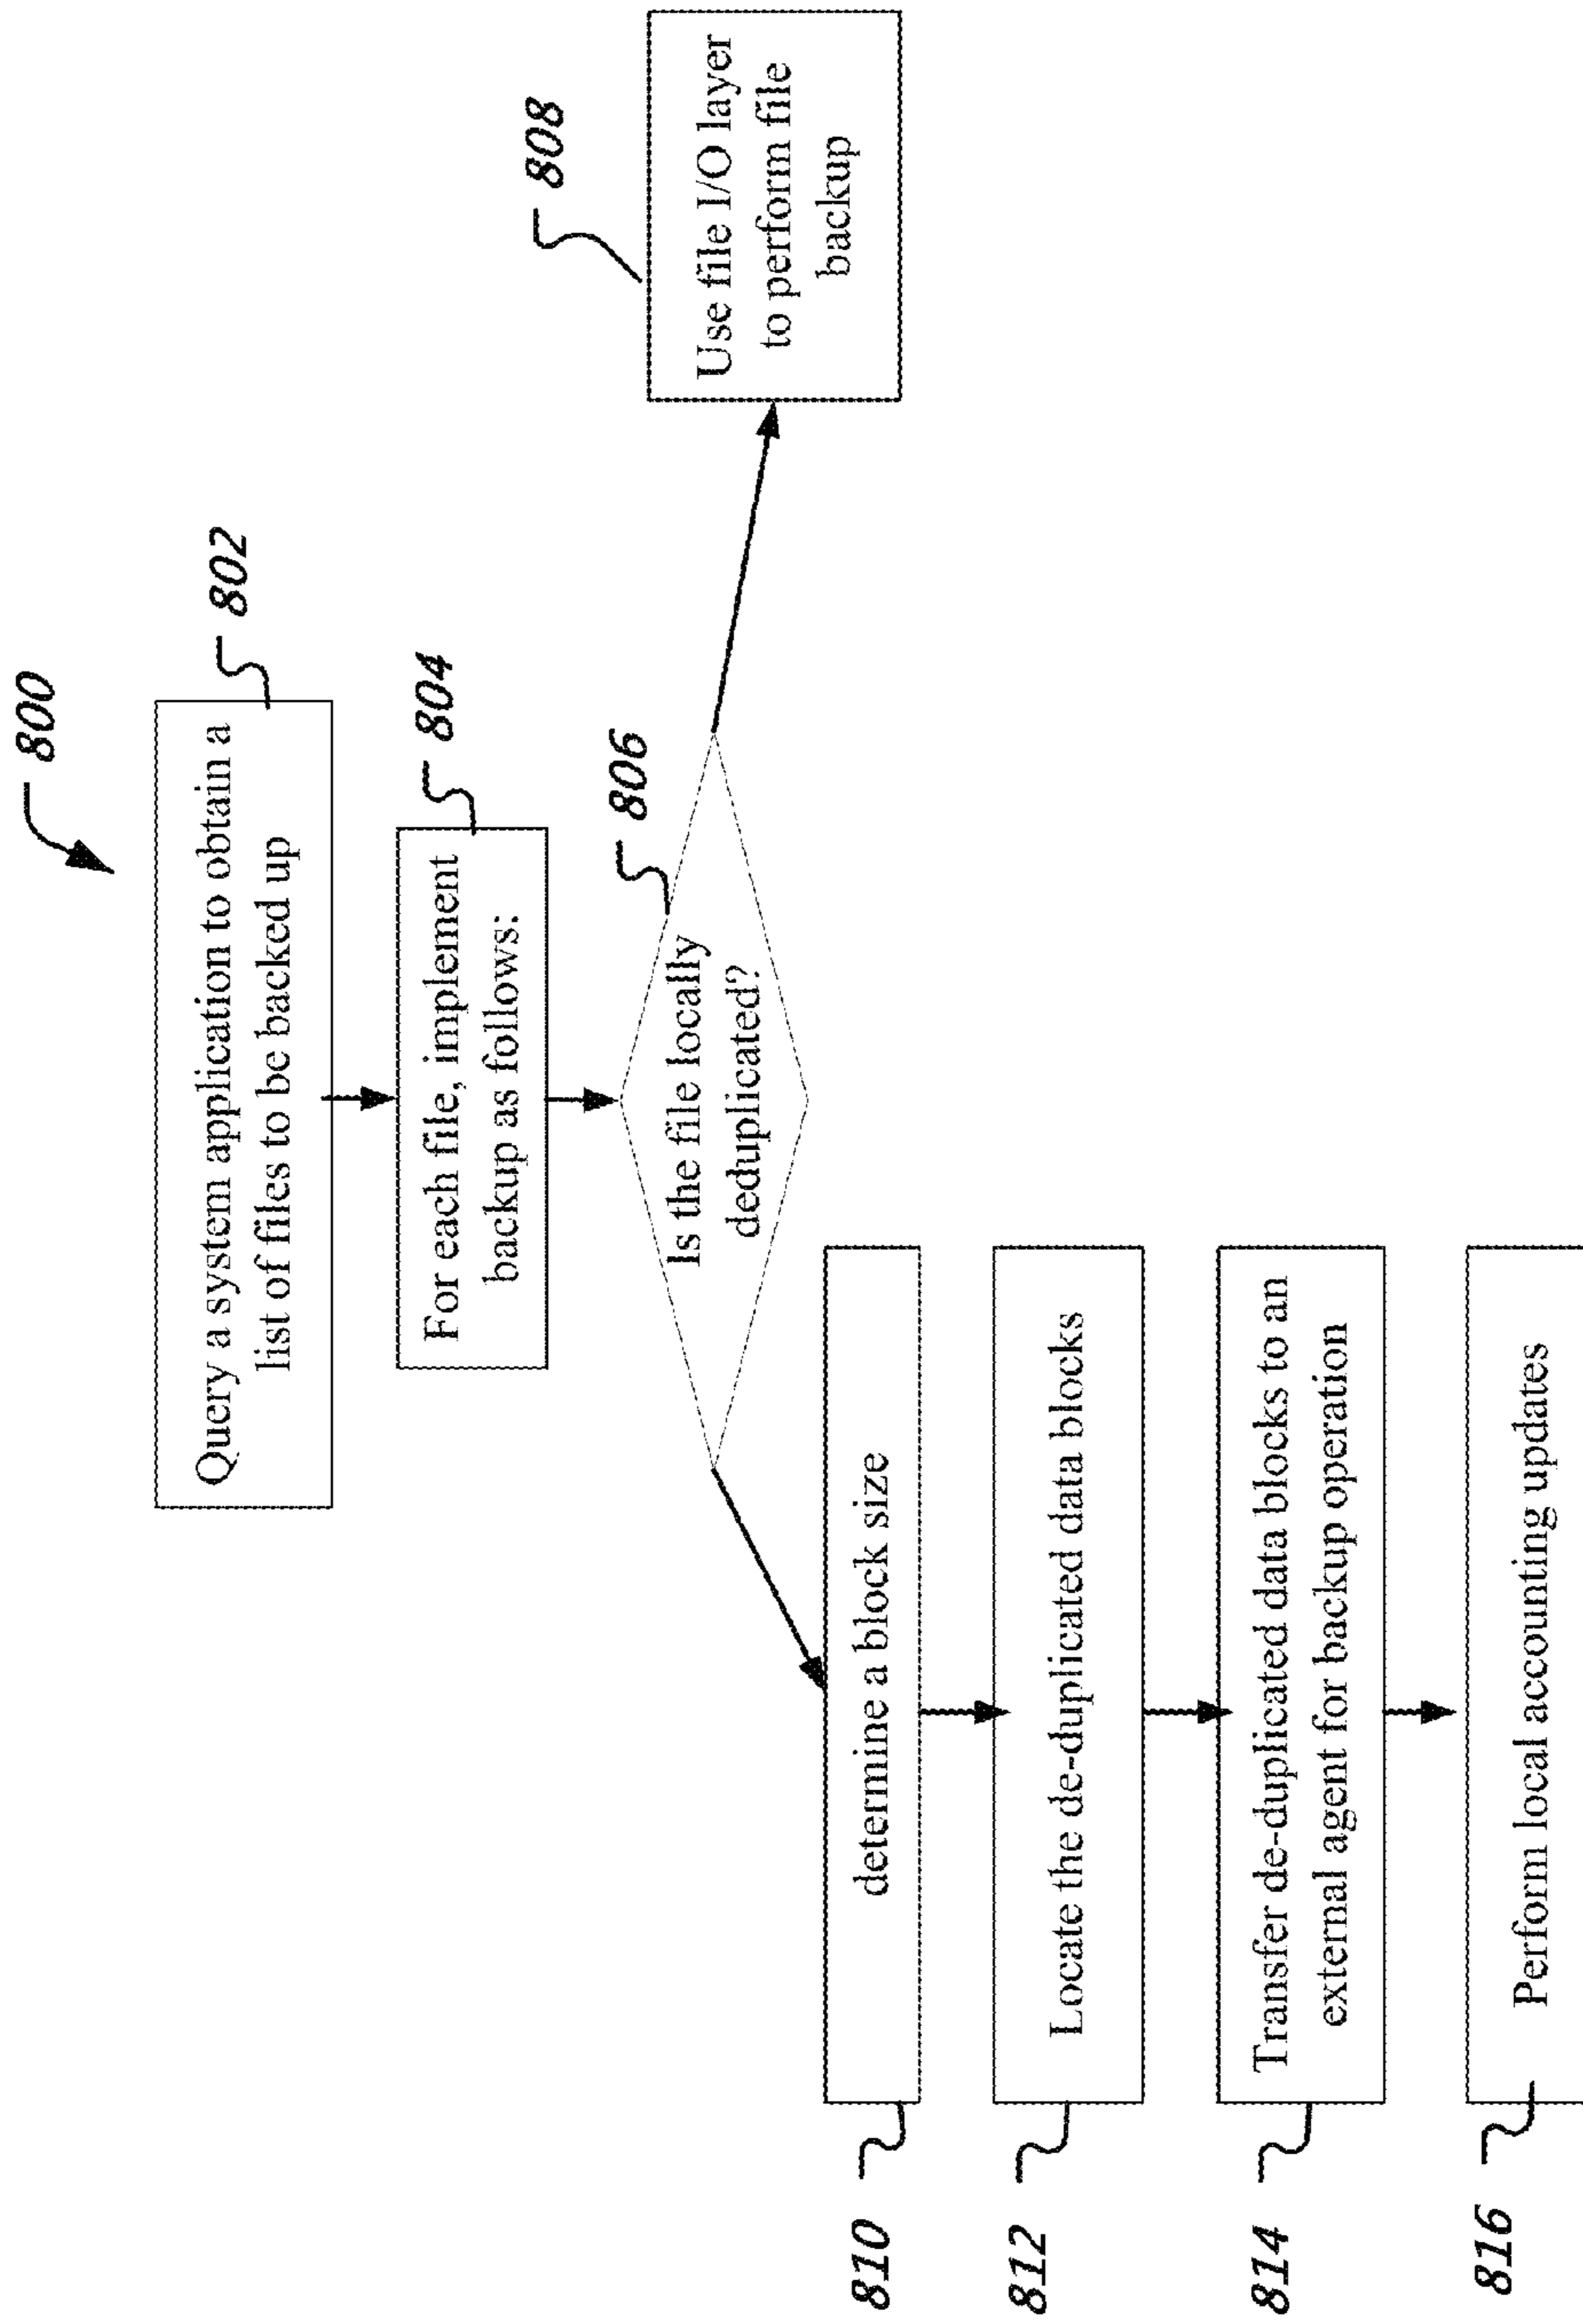 800
802
Query a system application to obtain a
list of files to be backed up
804
For each file, implement
backup as follows:
806
Is the file locally
deduplicated?
808
Use file I/O layer
to perform file
backup
810
determine a block size
812
Locate the de-duplicated data blocks
814
Transfer de-duplicated data blocks to an
external agent for backup operation
816
Perform local accounting updates